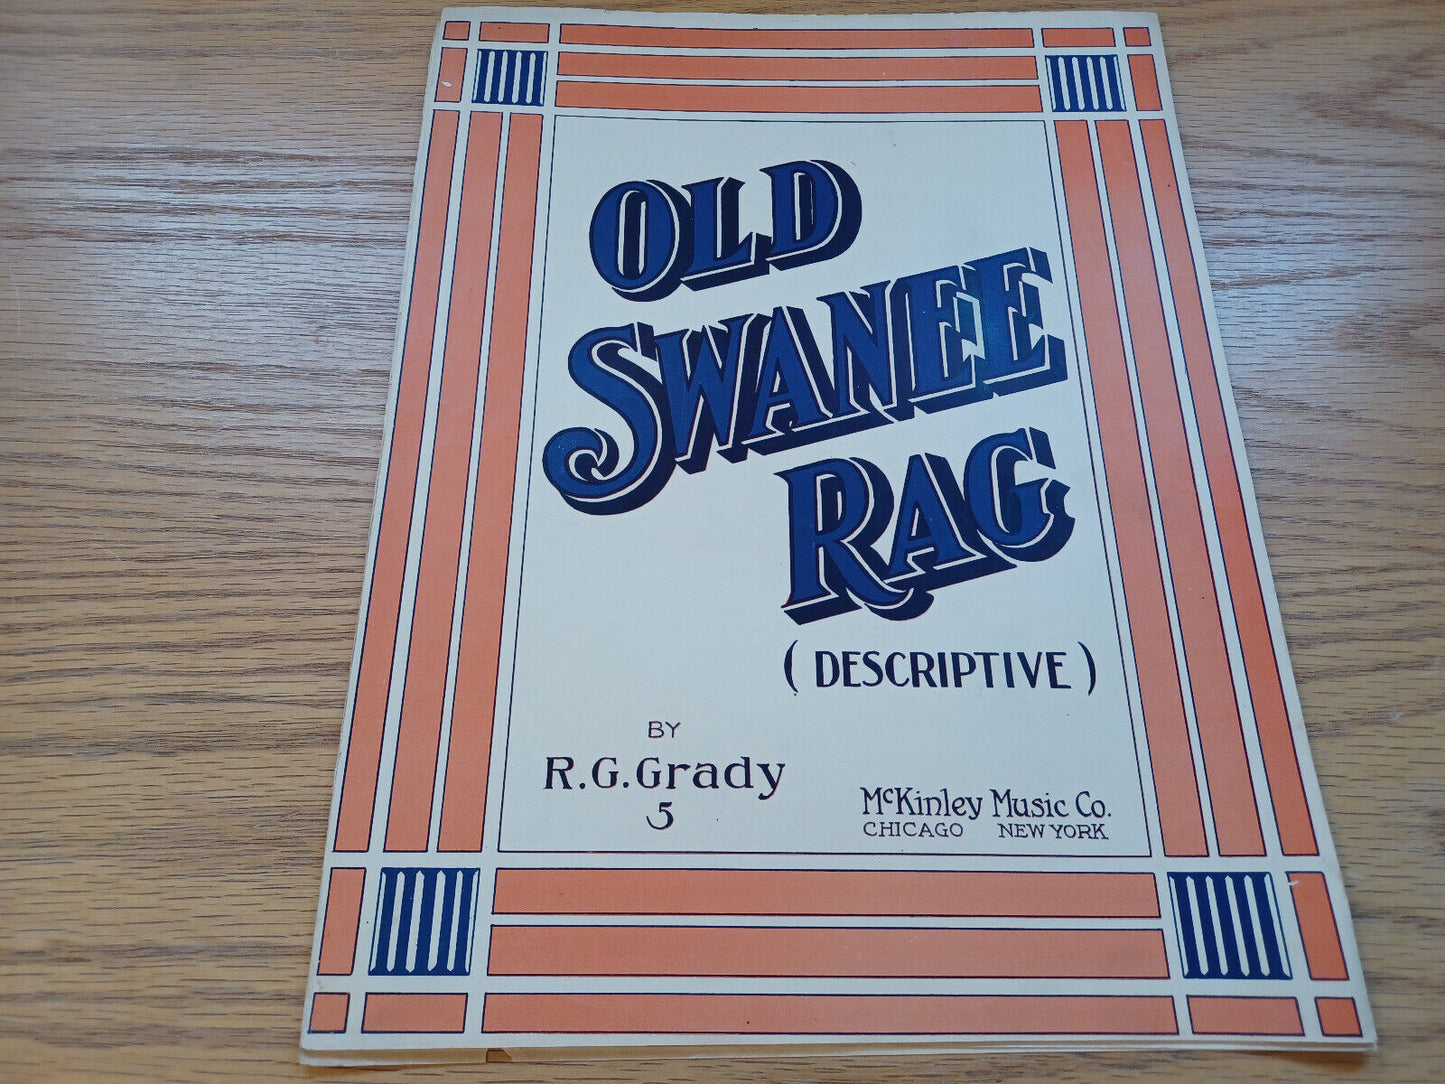 OLD
SWANEE
RAG
(DESCRIPTIVE)
BY
R.G.Grady
5
McKinley Music Co.
CHICAGO NEW YORK